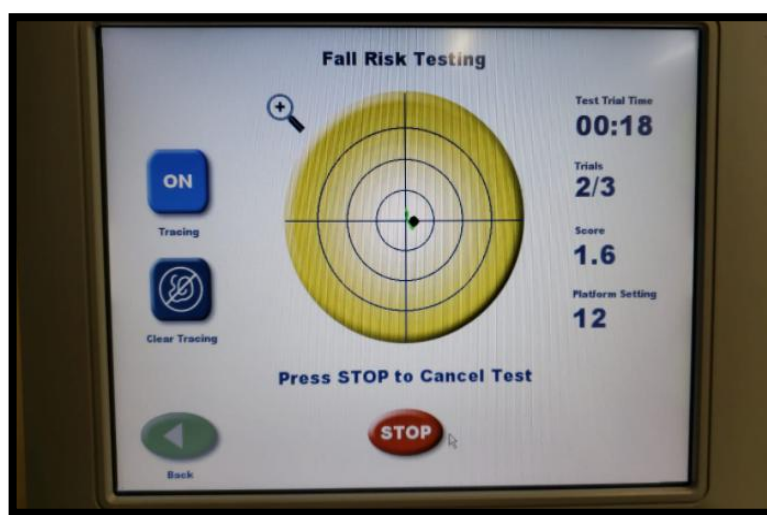 Fall Risk Testing
Test Trial Time
00:18
ON
Trials
2/3
Tracing
Score
1.6
Platform Setting
12
Clear Tracing
Press STOP to Cancel Test
STOP
Back